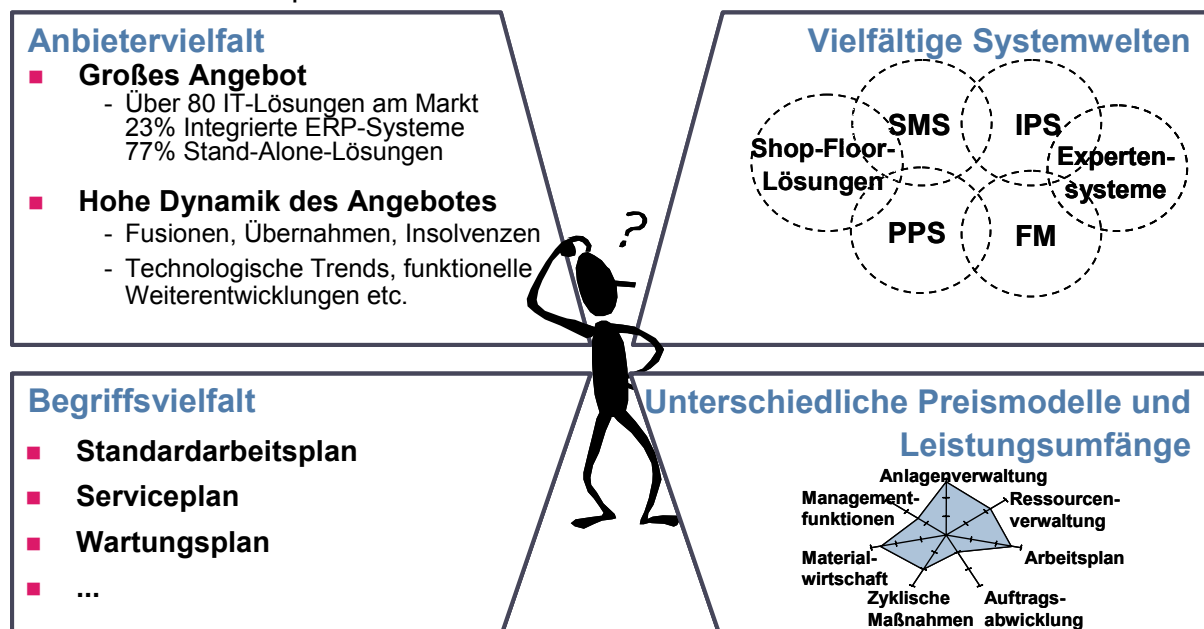 Anbietervielfalt
Großes Angebot
- Über 80 IT-Lösungen am Markt
23% Integrierte ERP-Systeme
77% Stand-Alone-Lösungen
Hohe Dynamik des Angebotes
- Fusionen, Übernahmen, Insolvenzen
- Technologische Trends, funktionelle
Weiterentwicklungen etc.
?
Vielfältige Systemwelten
SMS
IPS
Shop-Floor-
Lösungen
Experten-
systeme
PPS
FM
Begriffsvielfalt
Standardarbeitsplan
Serviceplan
Wartungsplan
...
Unterschiedliche Preismodelle und
Leistungsumfänge
Anlagenverwaltung
Management-
funktionen
Ressourcen-
verwaltung
Material-
wirtschaft
Arbeitsplan
Zyklische
Maßnahmen
Auftrags-
abwicklung